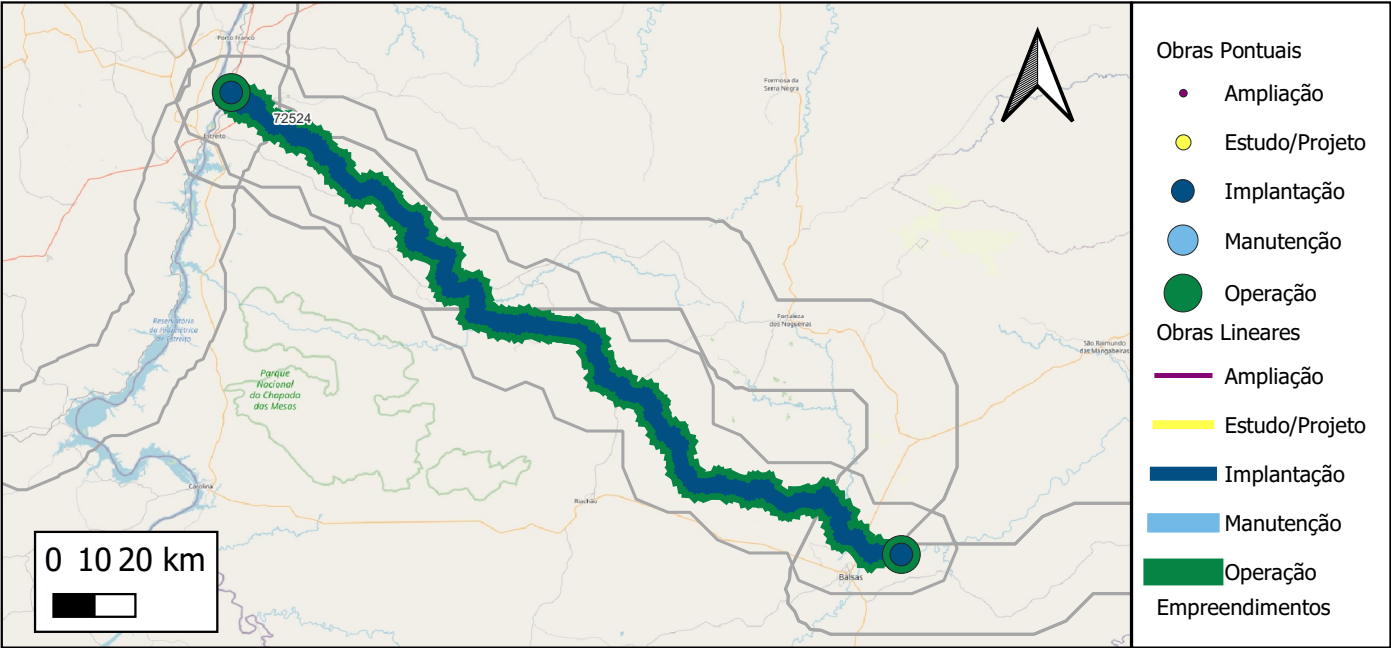 Porto Franco
Formosa da
Serra Negra
72524
Estreito
Reservatório
da Hidrelétrica
de Estreito
Fortaleza
dos Nogueiras
São Raimundo
das Mangabeiras
Parque
Nacional
da Chapada
das Mesas
Carolina
Riachão
Balsas
0 10 20 km
Obras Pontuais
Ampliação
Estudo/Projeto
Implantação
Manutenção
Operação
Obras Lineares
Ampliação
Estudo/Projeto
Implantação
Manutenção
Operação
Empreendimentos